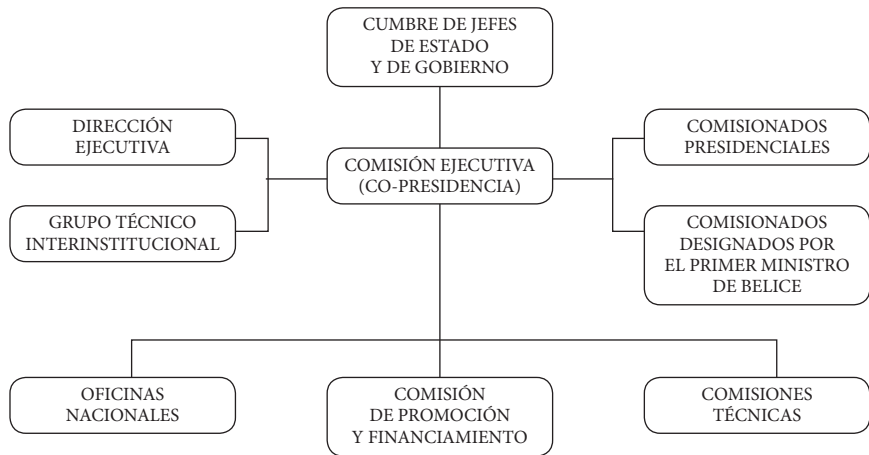 CUMBRE DE JEFES
DE ESTADO
Y DE GOBIERNO
DIRECCIÓN
EJECUTIVA
COMISIONADOS
PRESIDENCIALES
COMISIÓN EJECUTIVA
(CO-PRESIDENCIA)
GRUPO TÉCNICO
INTERINSTITUCIONAL
COMISIONADOS
DESIGNADOS POR
EL PRIMER MINISTRO
DE BELICE
OFICINAS
NACIONALES
COMISIÓN
DE PROMOCIÓN
Y FINANCIAMIENTO
COMISIONES
TÉCNICAS